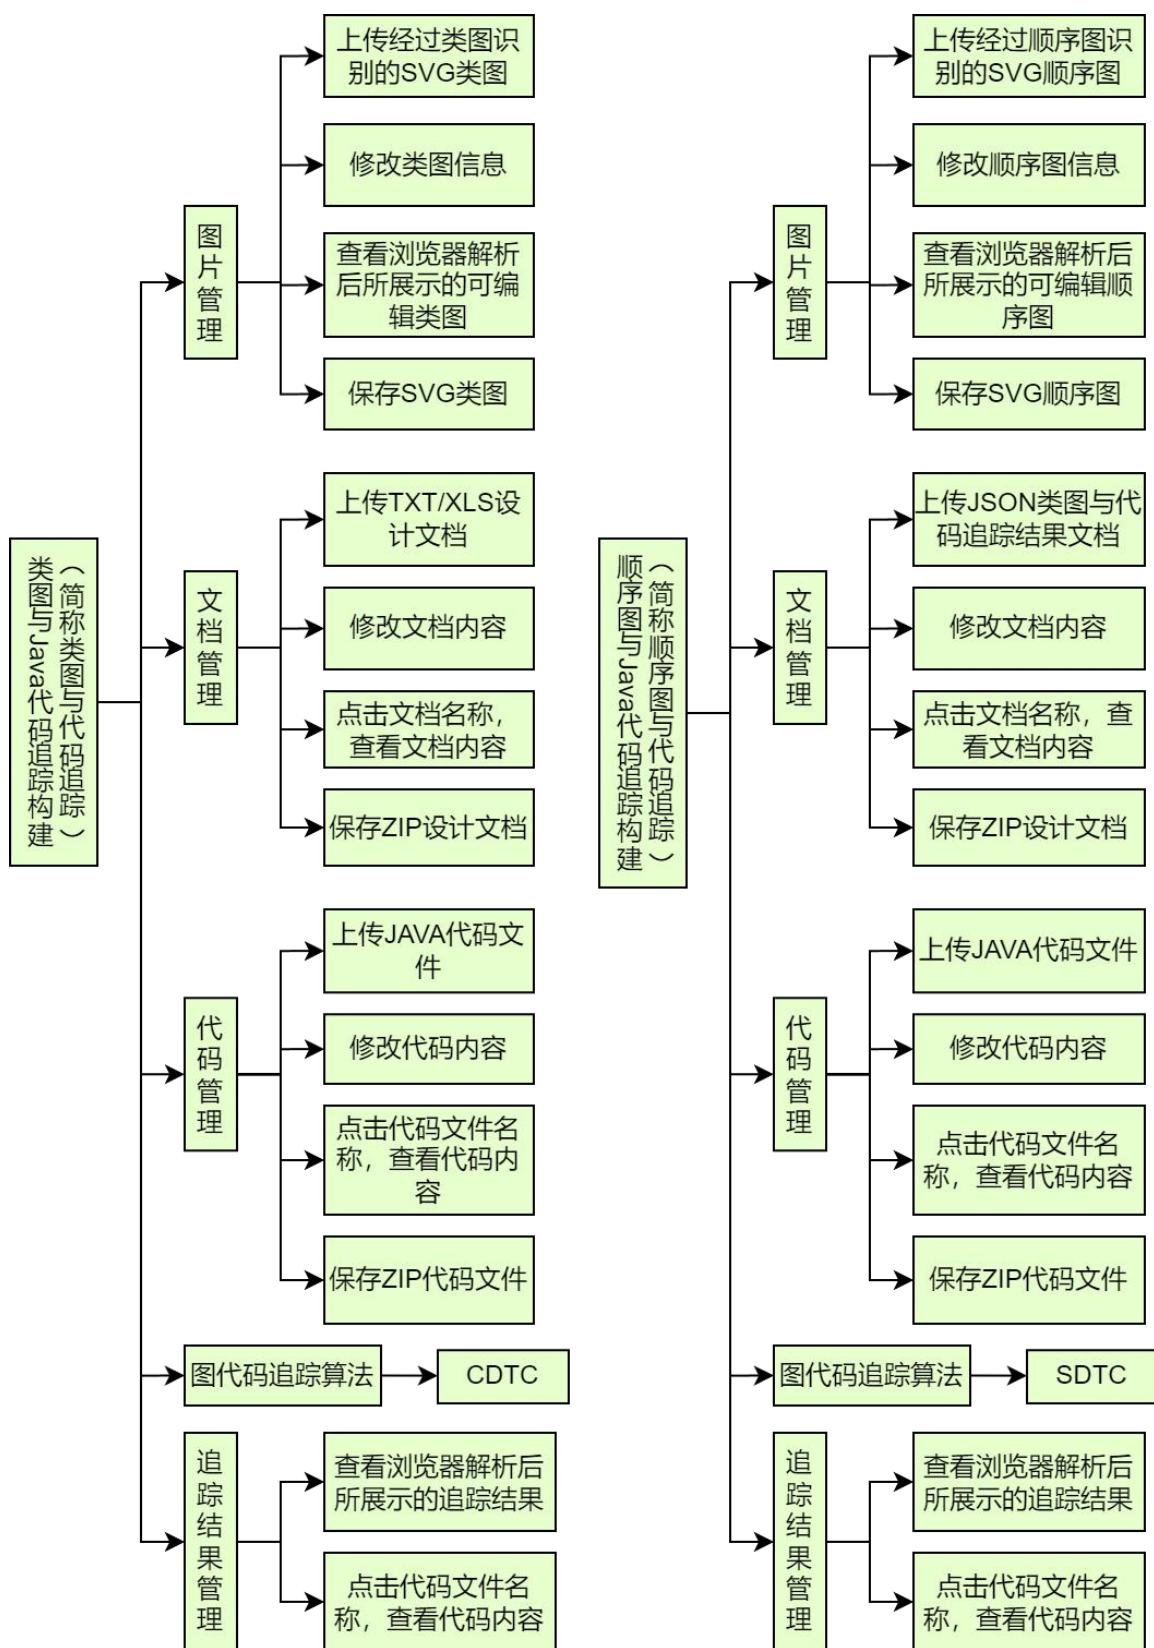 类图与Java代码追踪构建
（简称类图与代码追踪）
图片管理
上传经过类图识
别的SVG类图
修改类图信息
查看浏览器解析
后所展示的可编
辑类图
保存SVG类图
文档管理
上传TXT/XLS设
计文档
修改文档内容
点击文档名称，
查看文档内容
保存ZIP设计文档
代码管理
上传JAVA代码文
件
修改代码内容
点击代码文件名
称，查看代码内
容
保存ZIP代码文件
图代码追踪算法
CDTC
追踪结果管理
查看浏览器解析后
所展示的追踪结果
点击代码文件名
称，查看代码内容
顺序图与Java代码追踪构建
（简称顺序图与代码追踪）
图片管理
上传经过顺序图识
别的SVG顺序图
修改顺序图信息
查看浏览器解析后
所展示的可编辑顺
序图
保存SVG顺序图
文档管理
上传JSON类图与代
码追踪结果文档
修改文档内容
点击文档名称，查
看文档内容
保存ZIP设计文档
代码管理
上传JAVA代码文件
修改代码内容
点击代码文件名
称，查看代码内容
保存ZIP代码文件
图代码追踪算法
SDTC
追踪结果管理
查看浏览器解析后
所展示的追踪结果
点击代码文件名
称，查看代码内容